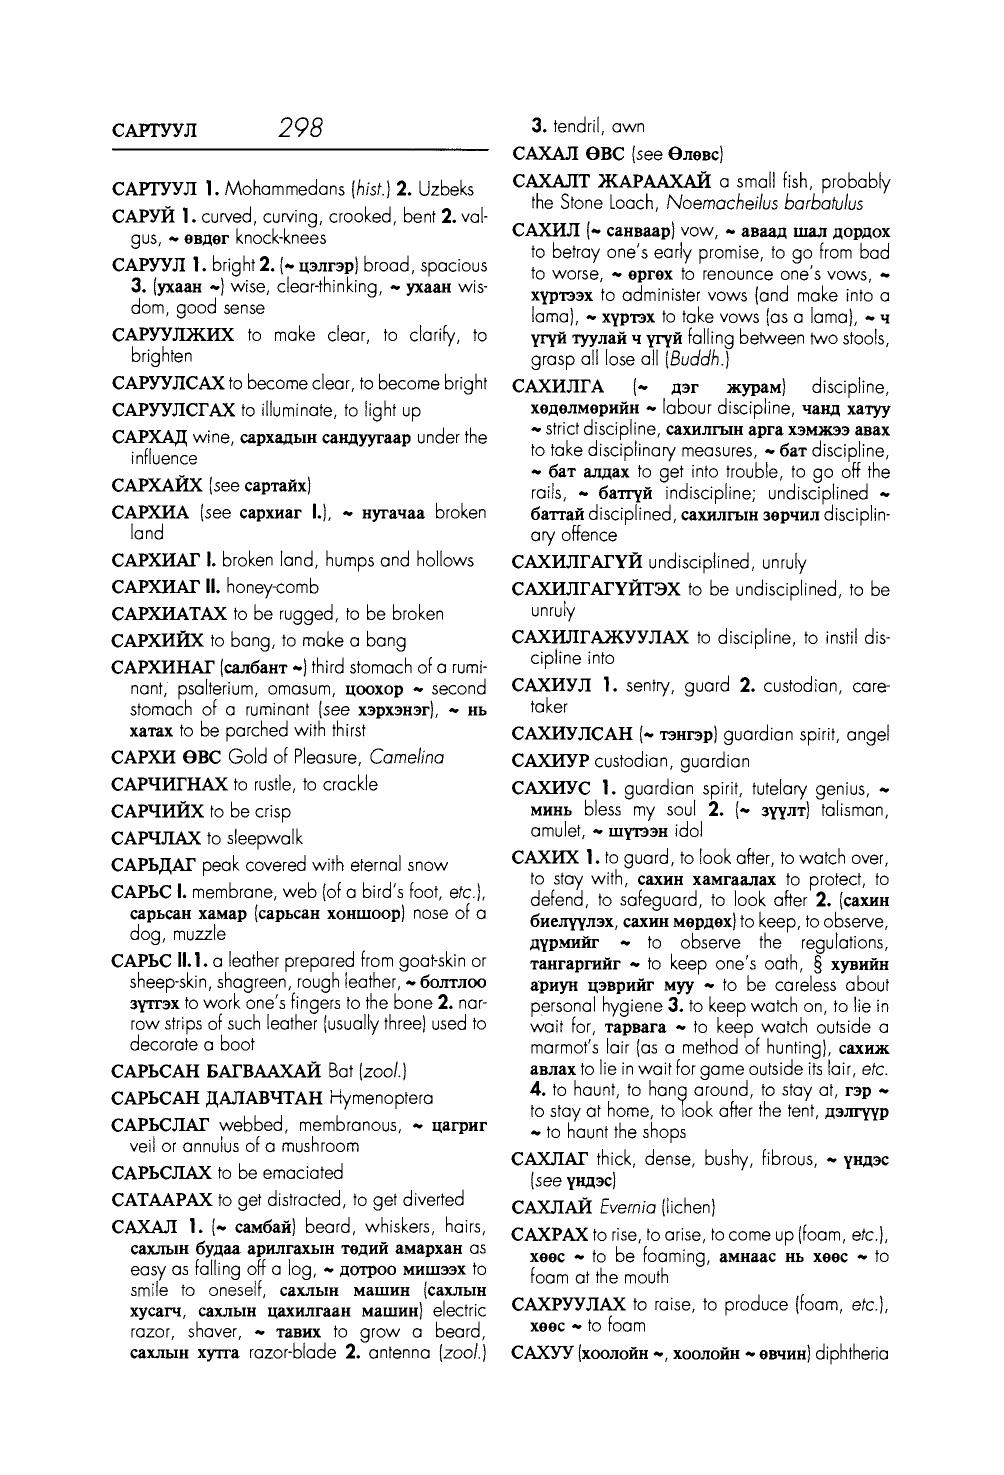 САРТУУЛ 298
САРТУУЛ 1. Mohammedans (hist.) 2. Uzbeks
САРУЙ 1. curved, curving, crooked, bent 2. val-
gus, ~ өвдөг knock-knees
САРУУЛ 1. bright 2. (~ цэлгэр) broad, spacious
3. (ухаан ~) wise, clear-thinking, ~ ухаан wis-
dom, good sense
САРУУЛЖИХ to make clear, to clarify, to
brighten
САРУУЛСАХ to become clear, to become bright
САРУУЛСГАХ to illuminate, to light up
САРХАД wine, сархадын сандуугаар under the
influence
САРХАЙХ (see сартайх)
САРХИА (see сархиаг I.), ~ нугачаа broken
land
САРХИАГ I. broken land, humps and hollows
САРХИАГ II. honey-comb
САРХИАТАХ to be rugged, to be broken
САРХИЙХ to bang, to make a bang
САРХИНАГ (салбант ~) third stomach of a rumi-
nant, psalterium, omasum, цоохор ~ second
stomach of a ruminant (see хэрхэнэг), ~ нь
хатах to be parched with thirst
САРХИ ӨВС Gold of Pleasure, Camelina
САРЧИГНАХ to rustle, to crackle
САРЧИЙХ to be crisp
САРЧЛАХ to sleepwalk
САРЬДАГ peak covered with eternal snow
САРЬС I. membrane, web (of a bird's foot, etc.),
сарьсан хамар (сарьсан хоншоор) nose of a
dog, muzzle
САРЬС II.1. a leather prepared from goat-skin or
sheep-skin, shagreen, rough leather, ~ болтлоо
зүтгэх to work one's fingers to the bone 2. nar-
row strips of such leather (usually three) used to
decorate a boot
САРЬСАН БАГВААХАЙ Bat (zool.)
САРЬСАН ДАЛАВЧТАН Hymenoptera
САРЬСЛАГ webbed, membranous, ~ цагриг
veil or annulus of a mushroom
САРЬСЛАХ to be emaciated
САТААРАХ to get distracted, to get diverted
САХАЛ 1. (~ самбай) beard, whiskers, hairs,
сахлын будаа арилгахын төдий амархан as
easy as falling off a log, ~ дотроо мишээх to
smile to oneself, сахлын машин (сахлын
хусагч, сахлын цахилгаан машин) electric
razor, shaver, ~ тавих to grow a beard,
сахлын хутга razor-blade 2. antenna (zool.)
3. tendril, awn
САХАЛ ӨВС (see Өлөвс)
САХАЛТ ЖАРААХАЙ a small fish, probably
the Stone Loach, Noemacheilus barbatulus
САХИЛ (~ санваар) vow, ~ аваад шал дордох
to betray one's early promise, to go from bad
to worse, ~ өргөх to renounce one's vows, ~
хүртээх to administer vows (and make into a
lama), ~ хүртэх to take vows (as a lama), ~ ч
үгүй туулай ч үгүй falling between two stools,
grasp all lose all (Buddh.)
САХИЛГА (~ дэг журам) discipline,
хөдөлмөрийн ~ labour discipline, чанд хатуу
~ strict discipline, сахилгын арга хэмжээ авах
to take disciplinary measures, ~ бат discipline,
~ бат алдах to get into trouble, to go off the
rails, ~ батгүй indiscipline; undisciplined ~
баттай disciplined, сахилгын зөрчил disciplin-
ary offence
САХИЛГАГҮЙ undisciplined, unruly
САХИЛГАГҮЙТЭХ to be undisciplined, to be
unruly
САХИЛГАЖУУЛАХ to discipline, to instil dis-
cipline into
САХИУЛ 1. sentry, guard 2. custodian, care-
taker
САХИУЛСАН (~ тэнгэр) guardian spirit, angel
САХИУР custodian, guardian
САХИУС 1. guardian spirit, tutelary genius, ~
минь bless my soul 2. (~ зүүлт) talisman,
amulet, ~ шүтээн idol
САХИХ 1. to guard, to look after, to watch over,
to stay with, сахин хамгаалах to protect, to
defend, to safeguard, to look after 2. (сахин
биелүүлэх, сахин мөрдөх) to keep, to observe,
дүрмийг ~ to observe the regulations,
тангаргийг ~ to keep one's oath, § хувийн
ариун цэврийг муу ~ to be careless about
personal hygiene 3. to keep watch on, to lie in
wait for, тарвага ~ to keep watch outside a
marmot's lair (as a method of hunting), сахиж
авлах to lie in wait for game outside its lair, etc.
4. to haunt, to hang around, to stay at, гэр ~
to stay at home, to look after the tent, дэлгүүр
~ to haunt the shops
САХЛАГ thick, dense, bushy, fibrous, ~ үндэс
(see үндэс)
САХЛАЙ Evernia (lichen)
САХРАХ to rise, to arise, to come up (foam, etc.),
хөөс ~ to be foaming, амнаас нь хөөс ~ to
foam at the mouth
САХРУУЛАХ to raise, to produce (foam, etc.),
хөөс ~ to foam
САХУУ (хоолойн ~, хоолойн ~ өвчин) diphtheria